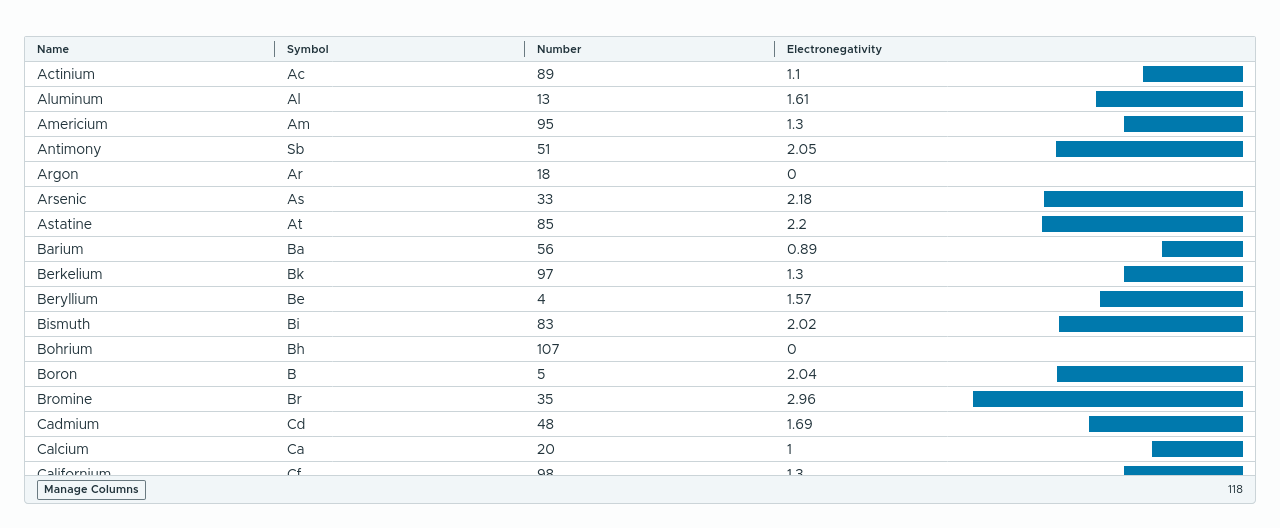 Name Symbol Number Electronegativity
Actinium Ac 89 1.1
Aluminum Al 13 1.61
Americium Am 95 1.3
Antimony Sb 51 2.05
Argon Ar 18 0
Arsenic As 33 2.18
Astatine At 85 2.2
Barium Ba 56 0.89
Berkelium Bk 97 1.3
Beryllium Be 4 1.57
Bismuth Bi 83 2.02
Bohrium Bh 107 0
Boron B 5 2.04
Bromine Br 35 2.96
Cadmium Cd 48 1.69
Calcium Ca 20 1
Californium Cf 98 1.3
Manage Columns 118